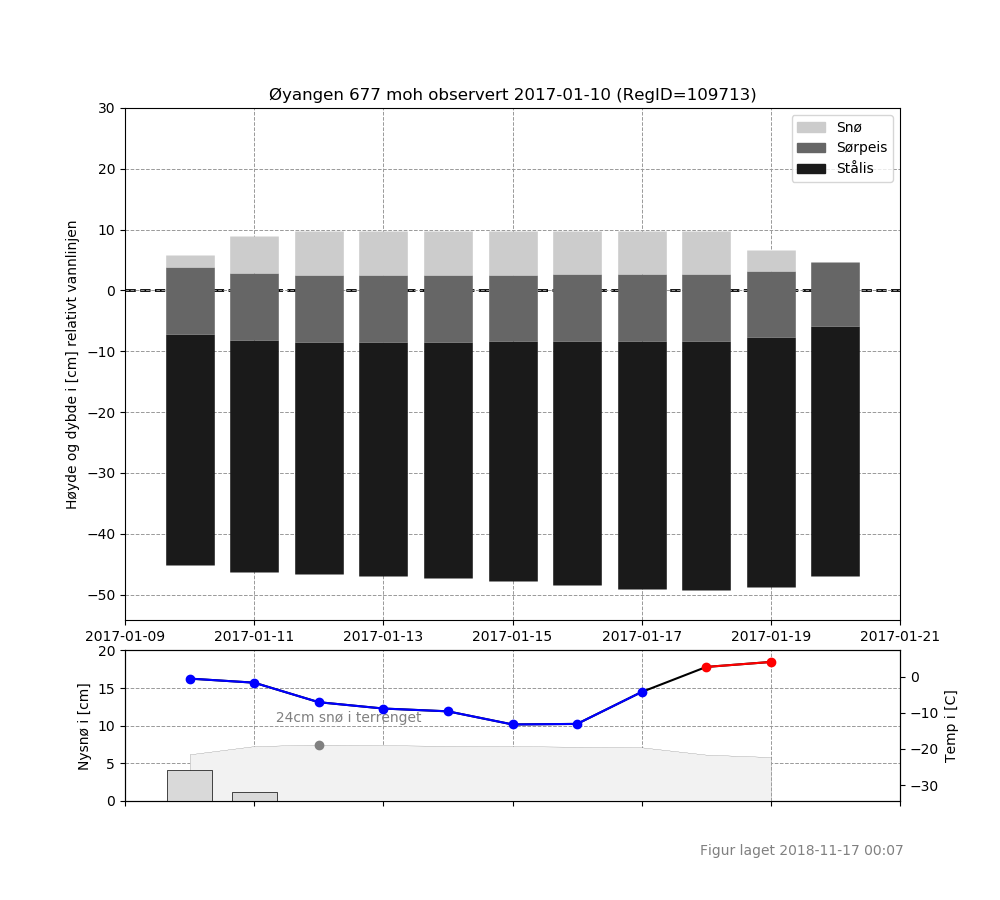 Øyangen 677 moh observert 2017-01-10 (RegID=109713)
30
20
10
0
−10
−20
−30
−40
−50
Høyde og dybde i [cm] relativt vannlinjen
Snø
Sørpeis
Stålis
2017-01-09
2017-01-11
2017-01-13
2017-01-15
2017-01-17
2017-01-19
2017-01-21
20
15
10
5
0
Nysnø i [cm]
24cm snø i terrenget
0
−10
−20
−30
Temp i [C]
Figur laget 2018-11-17 00:07